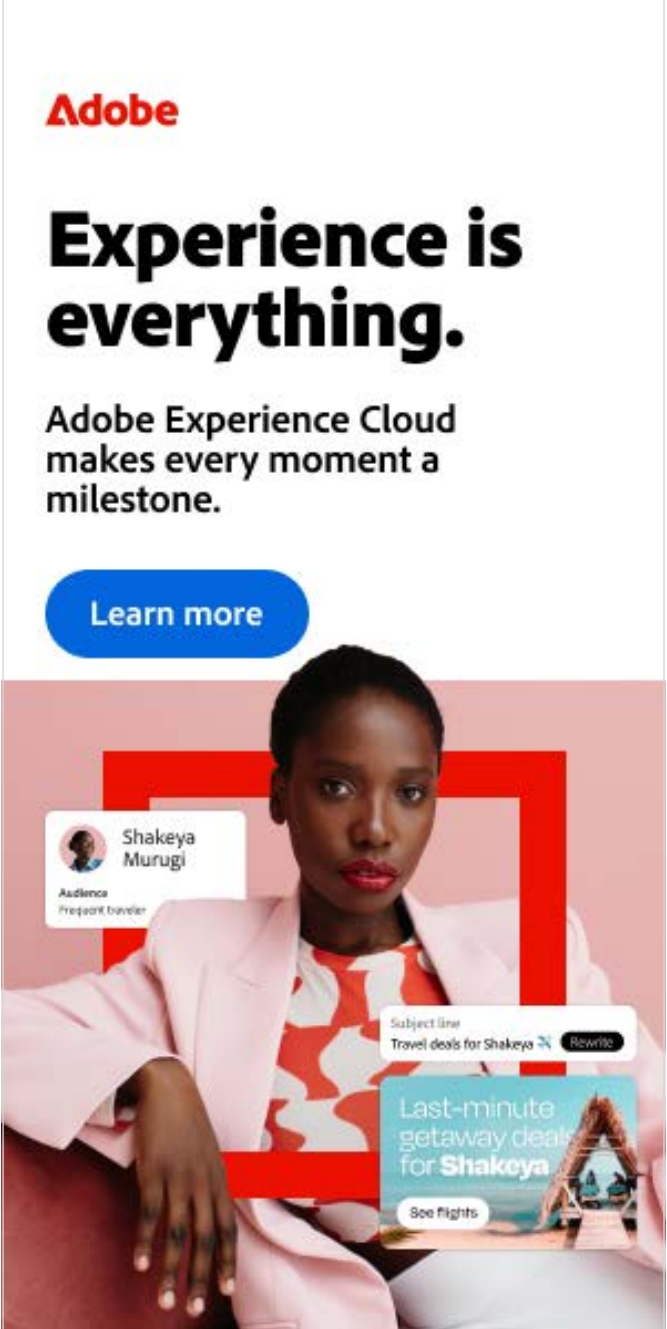 Adobe
Experience is
everything.
Adobe Experience Cloud
makes every moment a
milestone.
Learn more
Shakeya
Murugi
Audience
Frequent traveler
Subject line
Travel deals for Shakeya
Rewrite
Last-minute
getaway deals
for Shakeya
See flights